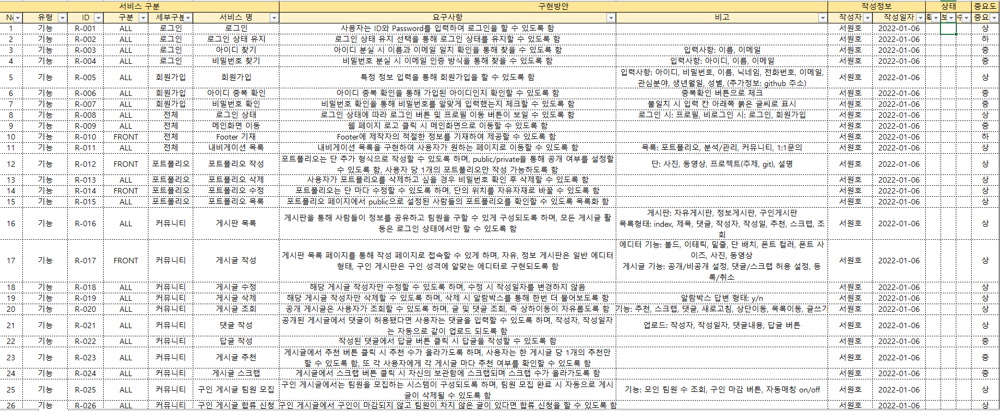 서비스 구분 구현방안 작성정보 상태 중요도
유형 ID 구분 세부구분 서비스 명 요구사항 비고 작성자 작성일자 확 보 수 중요
1 기능 R-001 ALL 로그인 로그인 사용자는 ID와 Password를 입력하여 로그인을 할 수 있도록 함 서원호 2022-01-06 상
2 기능 R-002 ALL 로그인 로그인 상태 유지 로그인 상태 유지 선택을 통해 로그인 상태를 유지할 수 있도록 함 서원호 2022-01-06 하
3 기능 R-003 ALL 로그인 아이디 찾기 아이디 분실 시 이름과 이메일 일치 확인을 통해 찾을 수 있도록 함 입력사항: 이름, 이메일 서원호 2022-01-06 중
4 기능 R-004 ALL 로그인 비밀번호 찾기 비밀번호 분실 시 이메일 인증 방식을 통해 찾을 수 있도록 함 입력사항: 아이디, 이름, 이메일 서원호 2022-01-06 중
5 기능 R-005 ALL 회원가입 회원가입 특정 정보 입력을 통해 회원가입을 할 수 있도록 함 입력사항: 아이디, 비밀번호, 이름, 닉네임, 전화번호, 이메일,
관심분야, 생년월일, 성별, (추가정보: github 주소) 서원호 2022-01-06 상
6 기능 R-006 ALL 회원가입 아이디 중복 확인 아이디 중복 확인을 통해 가입된 아이디인지 확인할 수 있도록 함 중복확인 버튼으로 체크 서원호 2022-01-06 중
7 기능 R-007 ALL 회원가입 비밀번호 확인 비밀번호 확인을 통해 비밀번호를 알맞게 입력했는지 체크할 수 있도록 함 불일치 시 입력 칸 아래쪽 붉은 글씨로 표시 서원호 2022-01-06 중
8 기능 R-008 ALL 전체 로그인 상태 로그인 상태에 따라 로그인 버튼 및 프로필 이동 버튼이 보일 수 있도록 함 로그인 시: 프로필, 비로그인 시: 로그인, 회원가입 서원호 2022-01-06 상
9 기능 R-009 ALL 전체 메인화면 이동 웹 페이지 로고 클릭 시 메인화면으로 이동할 수 있도록 함 서원호 2022-01-06 중
10 기능 R-010 FRONT 전체 Footer 기재 Footer에 제작자의 적절한 정보를 기재하여 제공할 수 있도록 함 서원호 2022-01-06 하
11 기능 R-011 ALL 전체 내비게이션 목록 내비게이션 목록을 구현하여 사용자가 원하는 페이지로 이동할 수 있도록 함 목록: 포트폴리오, 분석/관리, 커뮤니티, 1:1문의 서원호 2022-01-06 상
12 기능 R-012 FRONT 포트폴리오 포트폴리오 작성 포트폴리오는 단 추가 형식으로 작성할 수 있도록 하며, public/private을 통해 공개 여부를 설정할
수 있도록 함, 사용자 당 1개의 포트폴리오만 작성 가능하도록 함 단: 사진, 동영상, 프로젝트(주제, git), 설명 서원호 2022-01-06 상
13 기능 R-013 ALL 포트폴리오 포트폴리오 삭제 사용자가 포트폴리오를 삭제하고 싶을 경우 비밀번호 확인 후 삭제할 수 있도록 함 서원호 2022-01-06 상
14 기능 R-014 FRONT 포트폴리오 포트폴리오 수정 포트폴리오는 단 마다 수정할 수 있도록 하며, 단의 위치를 자유자재로 바꿀 수 있도록 함 서원호 2022-01-06 상
15 기능 R-015 ALL 포트폴리오 포트폴리오 목록 포트폴리오 페이지에서 public으로 설정된 사람들의 포트폴리오를 확인할 수 있도록 목록화 함 서원호 2022-01-06 상
16 기능 R-016 ALL 커뮤니티 게시판 목록 게시판을 통해 사람들이 정보를 공유하고 팀원을 구할 수 있게 구성되도록 하며, 모든 게시글 활
동은 로그인 상태에서만 할 수 있도록 함 게시판: 자유게시판, 정보게시판, 구인게시판
목록형태: index, 제목, 댓글, 작성자, 작성일, 추천, 스크랩, 조
회 서원호 2022-01-06 상
17 기능 R-017 FRONT 커뮤니티 게시글 작성 게시판 목록 페이지를 통해 작성 페이지로 접속할 수 있게 하며, 자유, 정보 게시판은 일반 에디터
형태, 구인 게시판은 구인 성격에 알맞는 에디터로 구현되도록 함 에디터 기능: 볼드, 이테릭, 밑줄, 단 배치, 폰트 컬러, 폰트 사
이즈, 사진, 동영상
게시글 기능: 공개/비공개 설정, 댓글/스크랩 허용 설정, 등
록/취소 서원호 2022-01-06 상
18 기능 R-018 ALL 커뮤니티 게시글 수정 해당 게시글 작성자만 수정할 수 있도록 하며, 수정 시 작성일자를 변경하지 않음 서원호 2022-01-06 상
19 기능 R-019 ALL 커뮤니티 게시글 삭제 해당 게시글 작성자만 삭제할 수 있도록 하며, 삭제 시 알람박스를 통해 한번 더 물어보도록 함 알람박스 답변 형태: y/n 서원호 2022-01-06 상
20 기능 R-020 ALL 커뮤니티 게시글 조회 공개 게시글은 사용자가 조회할 수 있도록 하며, 글 및 댓글 조회, 즉 상하이동이 자유롭도록 함 기능: 추천, 스크랩, 댓글, 새로고침, 상단이동, 목록이동, 글쓰기 서원호 2022-01-06 상
21 기능 R-021 ALL 커뮤니티 댓글 작성 공개된 게시글에서 댓글이 허용됐다면 사용자는 댓글을 입력할 수 있도록 하며, 작성자, 작성일자
는 자동으로 같이 업로드 되도록 함 업로드: 작성자, 작성일자, 댓글내용, 답글 버튼 서원호 2022-01-06 상
22 기능 R-022 ALL 커뮤니티 답글 작성 작성된 댓글에서 답글 버튼 클릭 시 답글을 작성할 수 있도록 함 서원호 2022-01-06 중
23 기능 R-023 ALL 커뮤니티 게시글 추천 게시글에서 추천 버튼 클릭 시 추천 수가 올라가도록 하며, 사용자는 한 게시글 당 1개의 추천만
할 수 있도록 함, 또 각 사용자에게 각 게시글 마다 추천 여부를 확인할 수 있도록 함 서원호 2022-01-06 중
24 기능 R-024 ALL 커뮤니티 게시글 스크랩 게시글에서 스크랩 버튼 클릭 시 자신의 보관함에 스크랩되며 스크랩 수가 올라가도록 함 서원호 2022-01-06 중
25 기능 R-025 ALL 커뮤니티 구인 게시글 팀원 모집 구인 게시글에서는 팀원을 모집하는 시스템이 구성되도록 하며, 팀원 모집 완료 시 자동으로 게시
글이 삭제될 수 있도록 함 기능: 모인 팀원 수 조회, 구인 마감 버튼, 자동매칭 on/off 서원호 2022-01-06 상
26 기능 R-026 ALL 커뮤니티 구인 게시글 합류 신청 구인 게시글에서 구인이 마감되지 않고 팀원이 차지 않은 글이 있다면 합류 신청을 할 수 있도록 함 서원호 2022-01-06 상